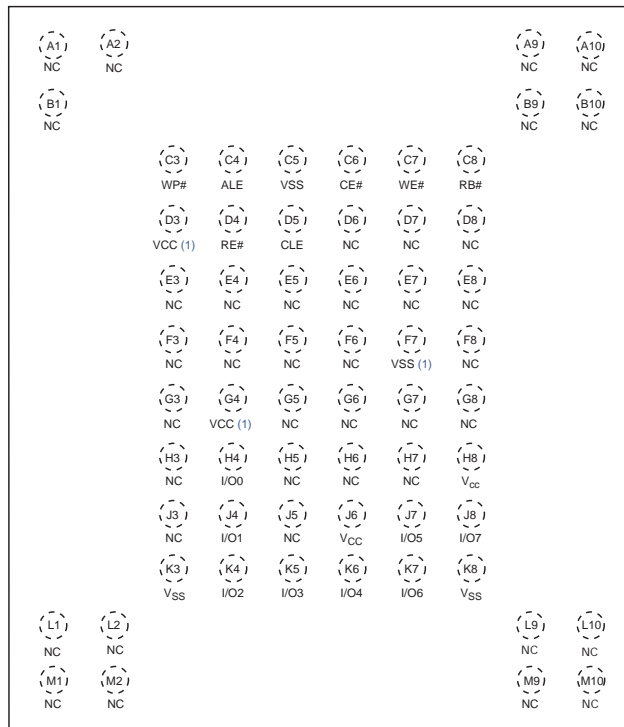 A1 A2 A9 A10
NC NC NC NC
B1 B9 B10
NC NC NC
C3 C4 C5 C6 C7 C8
WP# ALE VSS CE# WE# RB#
D3 D4 D5 D6 D7 D8
VCC (1) RE# CLE NC NC NC
E3 E4 E5 E6 E7 E8
NC NC NC NC NC NC
F3 F4 F5 F6 F7 F8
NC NC NC NC VSS (1) NC
G3 G4 G5 G6 G7 G8
NC VCC (1) NC NC NC NC
H3 H4 H5 H6 H7 H8
NC I/O0 NC NC NC Vcc
J3 J4 J5 J6 J7 J8
NC I/O1 NC VCC I/O5 I/O7
K3 K4 K5 K6 K7 K8
VSS I/O2 I/O3 I/O4 I/O6 VSS
L1 L2 L9 L10
NC NC NC NC
M1 M2 M9 M10
NC NC NC NC